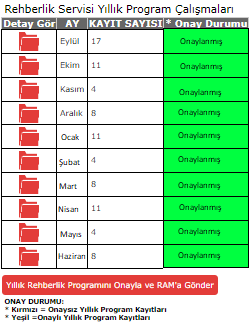 Rehberlik Servisi Yıllık Program Çalışmaları
Detay Gör AY KAYIT SAYISI * Onay Durumu
Eylül 17 Onaylanmış
Ekim 11 Onaylanmış
Kasım 4 Onaylanmış
Aralık 8 Onaylanmış
Ocak 11 Onaylanmış
Şubat 4 Onaylanmış
Mart 8 Onaylanmış
Nisan 11 Onaylanmış
Mayıs 4 Onaylanmış
Haziran 8 Onaylanmış
Yıllık Rehberlik Programını Onayla ve RAM'a Gönder
ONAY DURUMU:
* Kırmızı = Onaysız Yıllık Program Kayıtları
* Yeşil =Onaylı Yıllık Program Kayıtları